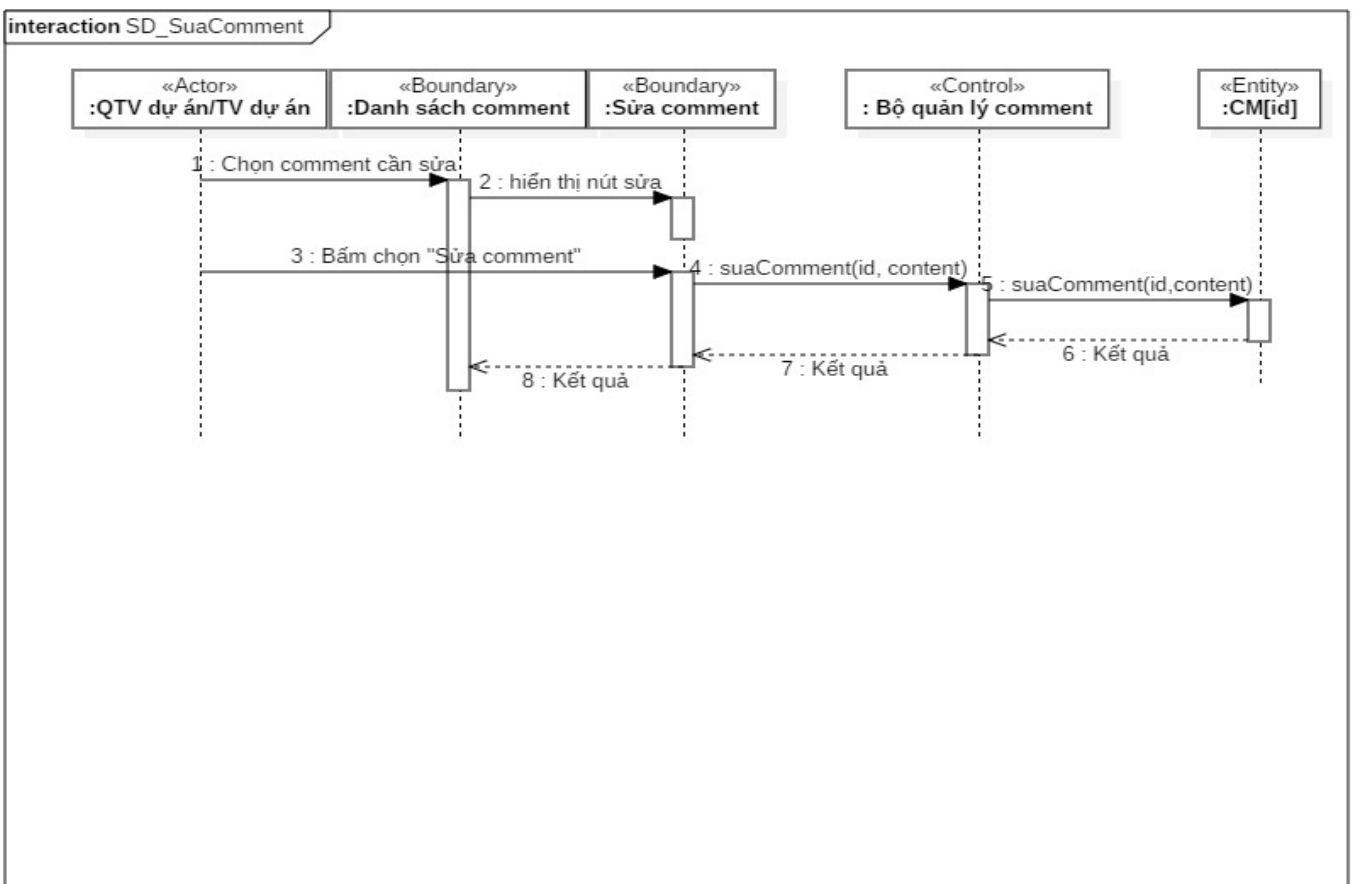 interaction SD_SuaComment
«Actor»
:QTV dự án/TV dự án
«Boundary»
:Danh sách comment
«Boundary»
:Sửa comment
«Control»
: Bộ quản lý comment
«Entity»
:CM[id]
1 : Chọn comment cần sửa
2 : hiển thị nút sửa
3 : Bấm chọn "Sửa comment"
4 : suaComment(id, content)
5 : suaComment(id,content)
6 : Kết quả
7 : Kết quả
8 : Kết quả